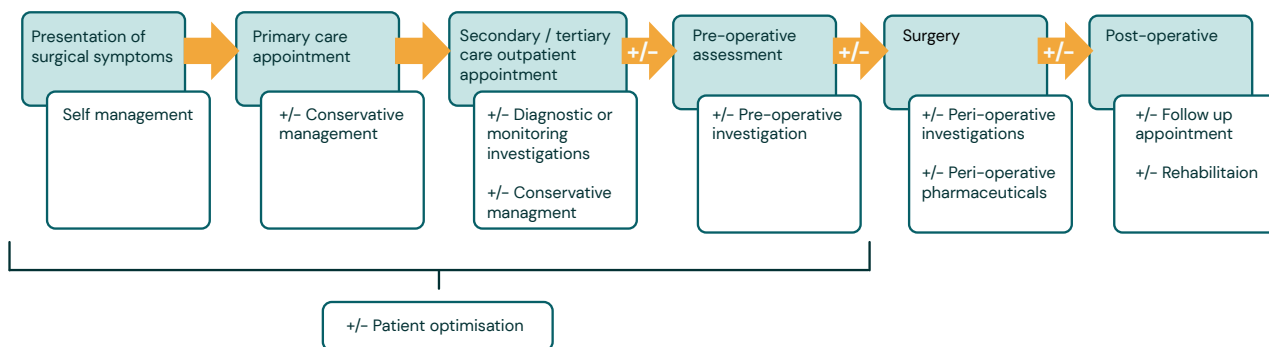 Presentation of
surgical symptoms
Self management
Primary care
appointment
+/- Conservative
management
Secondary / tertiary
care outpatient
appointment
+/- Diagnostic or
monitoring
investigations
+/- Conservative
managment
+/-
Pre-operative
assessment
+/- Pre-operative
investigation
+/-
Surgery
+/- Peri-operative
investigations
+/- Peri-operative
pharmaceuticals
+/-
Post-operative
+/- Follow up
appointment
+/- Rehabilitaion
+/- Patient optimisation